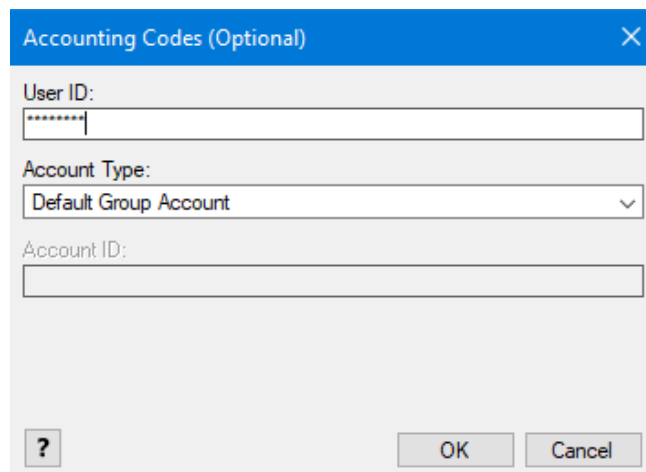 Accounting Codes (Optional)
User ID:
********
Account Type:
Default Group Account
Account ID:
?
OK Cancel